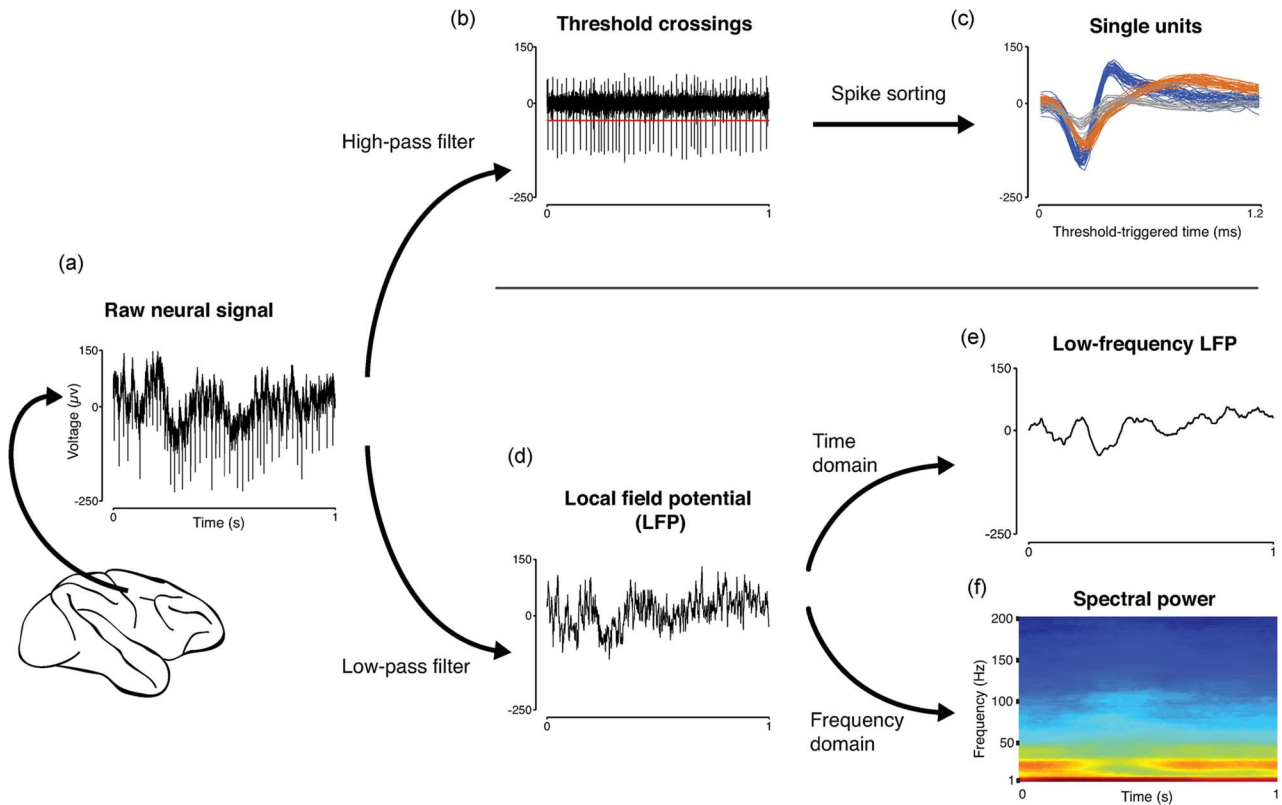 (a)
Raw neural signal
150
0
-250
Voltage (μv)
0
1
Time (s)
High-pass filter
Low-pass filter
(b)
Threshold crossings
150
0
-250
0
1
Spike sorting
(c)
Single units
150
0
-250
0
1.2
Threshold-triggered time (ms)
(d)
Local field potential
(LFP)
150
0
-250
0
1
Time
domain
Frequency
domain
(e)
Low-frequency LFP
150
0
-250
0
1
(f)
Spectral power
200
150
100
50
1
Frequency (Hz)
0
1
Time (s)